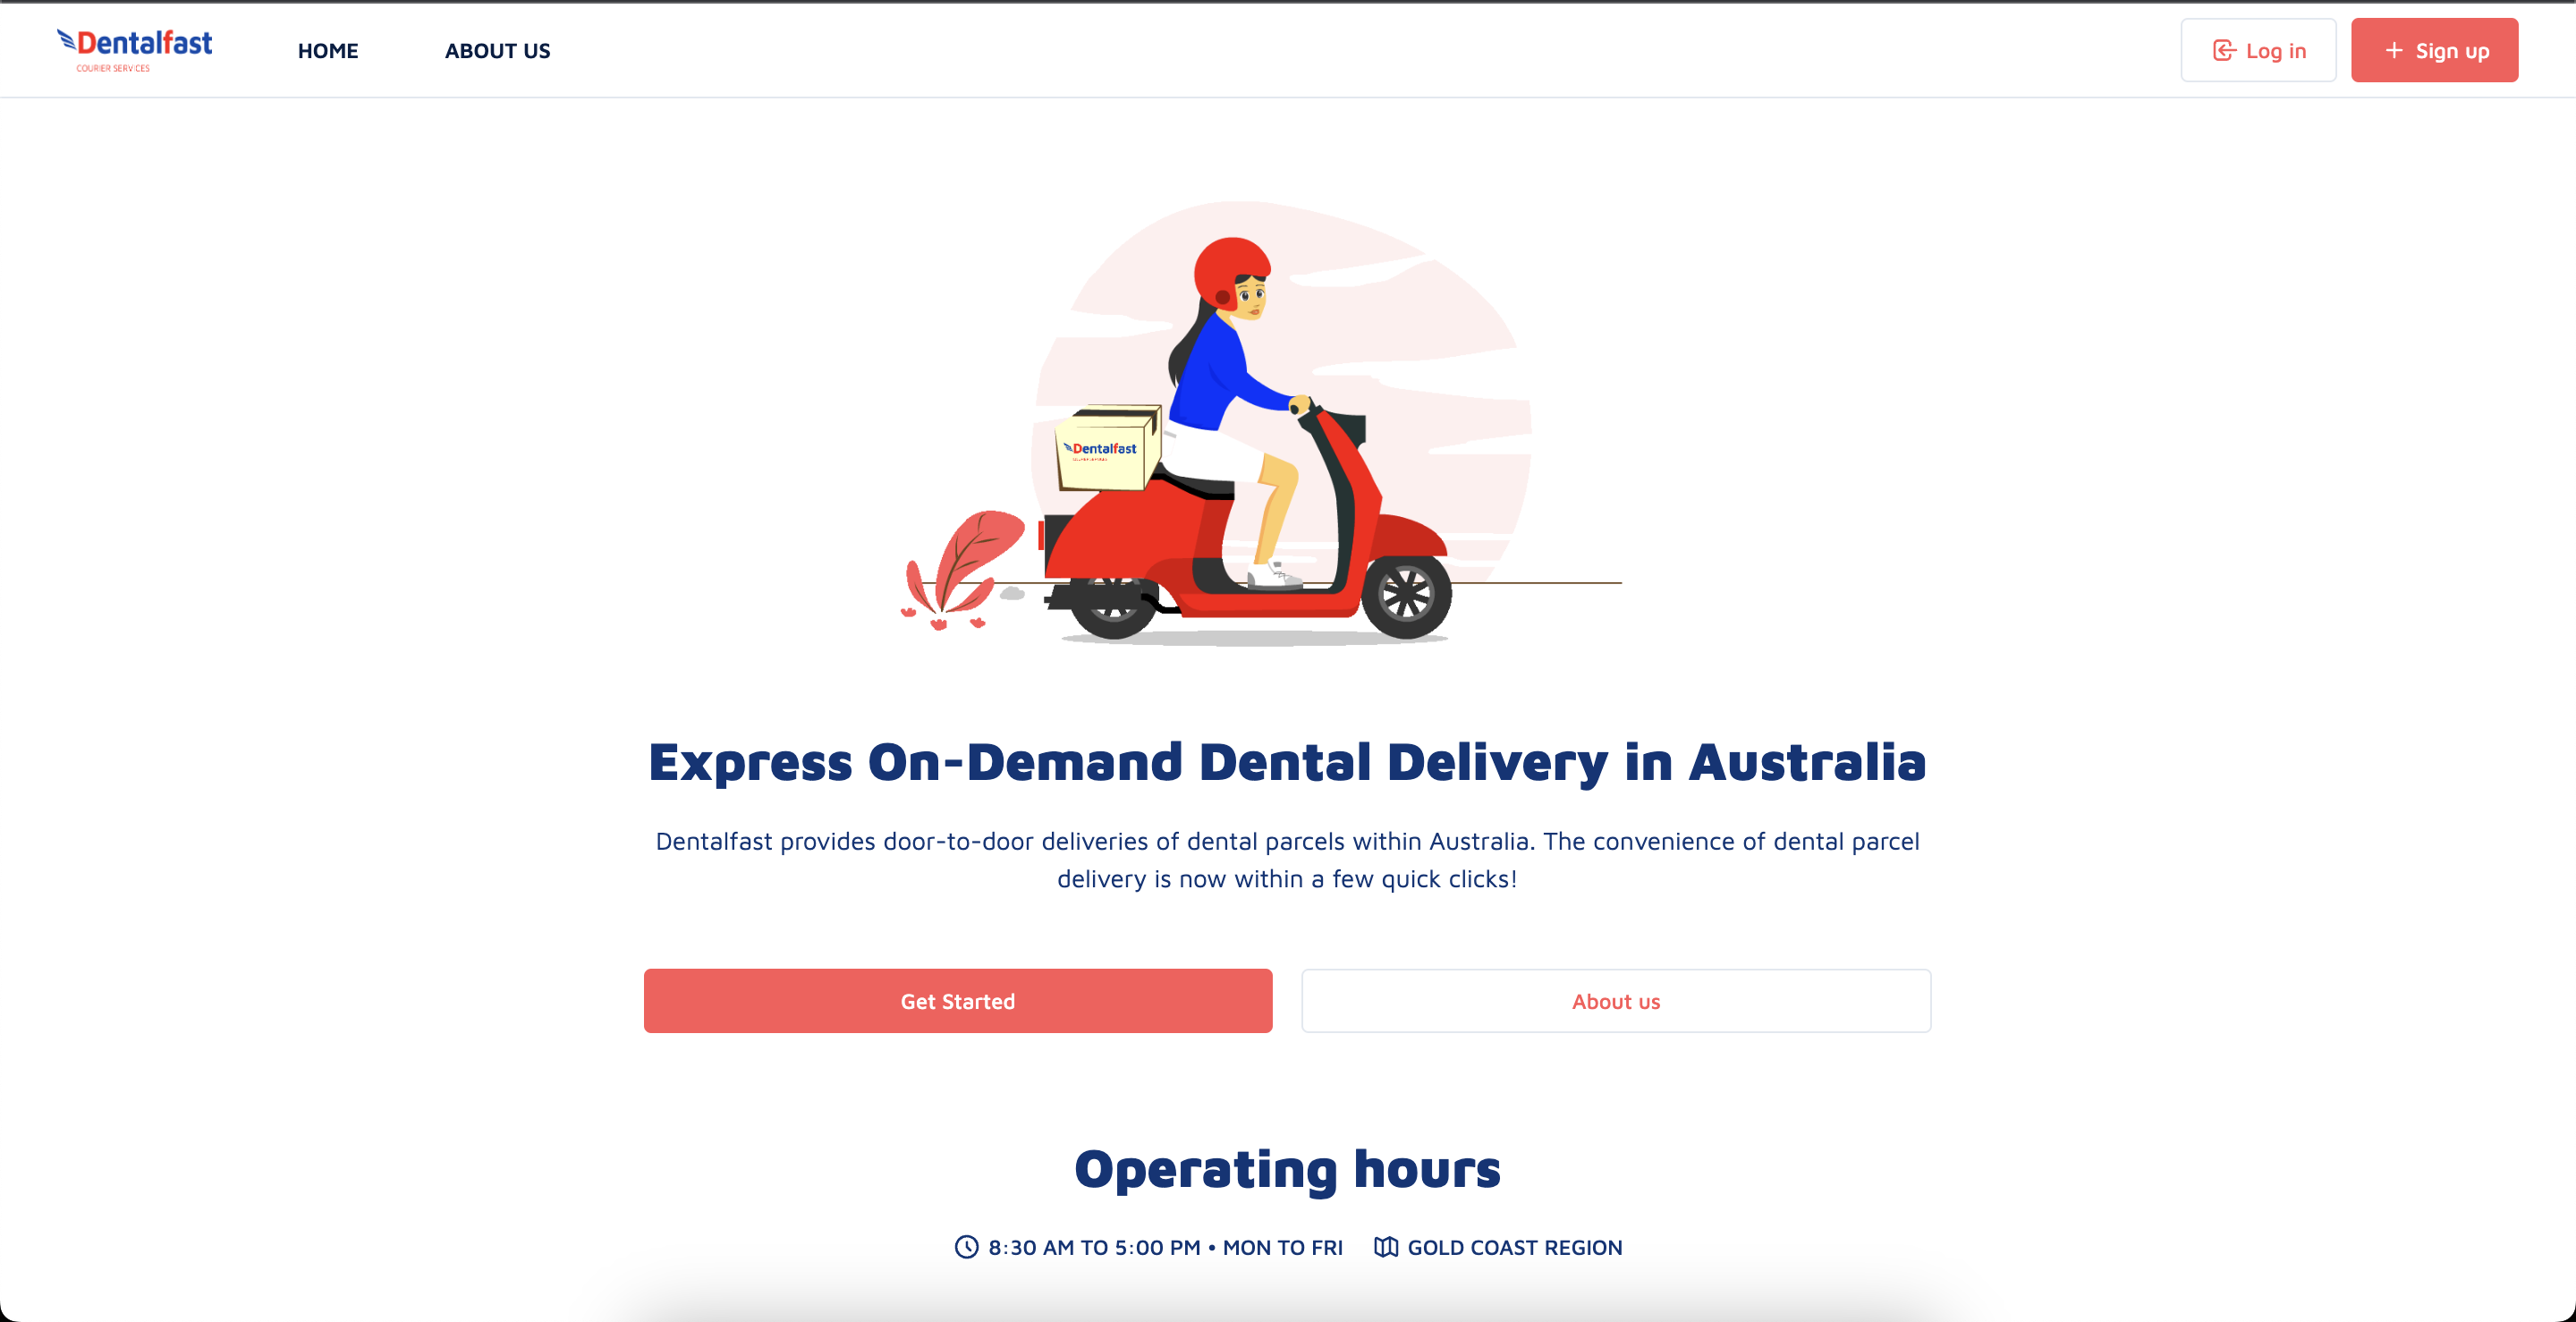 Dentalfast
COURIER SERVICES
HOME
ABOUT US
Log in
Sign up
Dentalfast
Express On-Demand Dental Delivery in Australia
Dentalfast provides door-to-door deliveries of dental parcels within Australia. The convenience of dental parcel
delivery is now within a few quick clicks!
Get Started
About us
Operating hours
8:30 AM TO 5:00 PM • MON TO FRI
GOLD COAST REGION